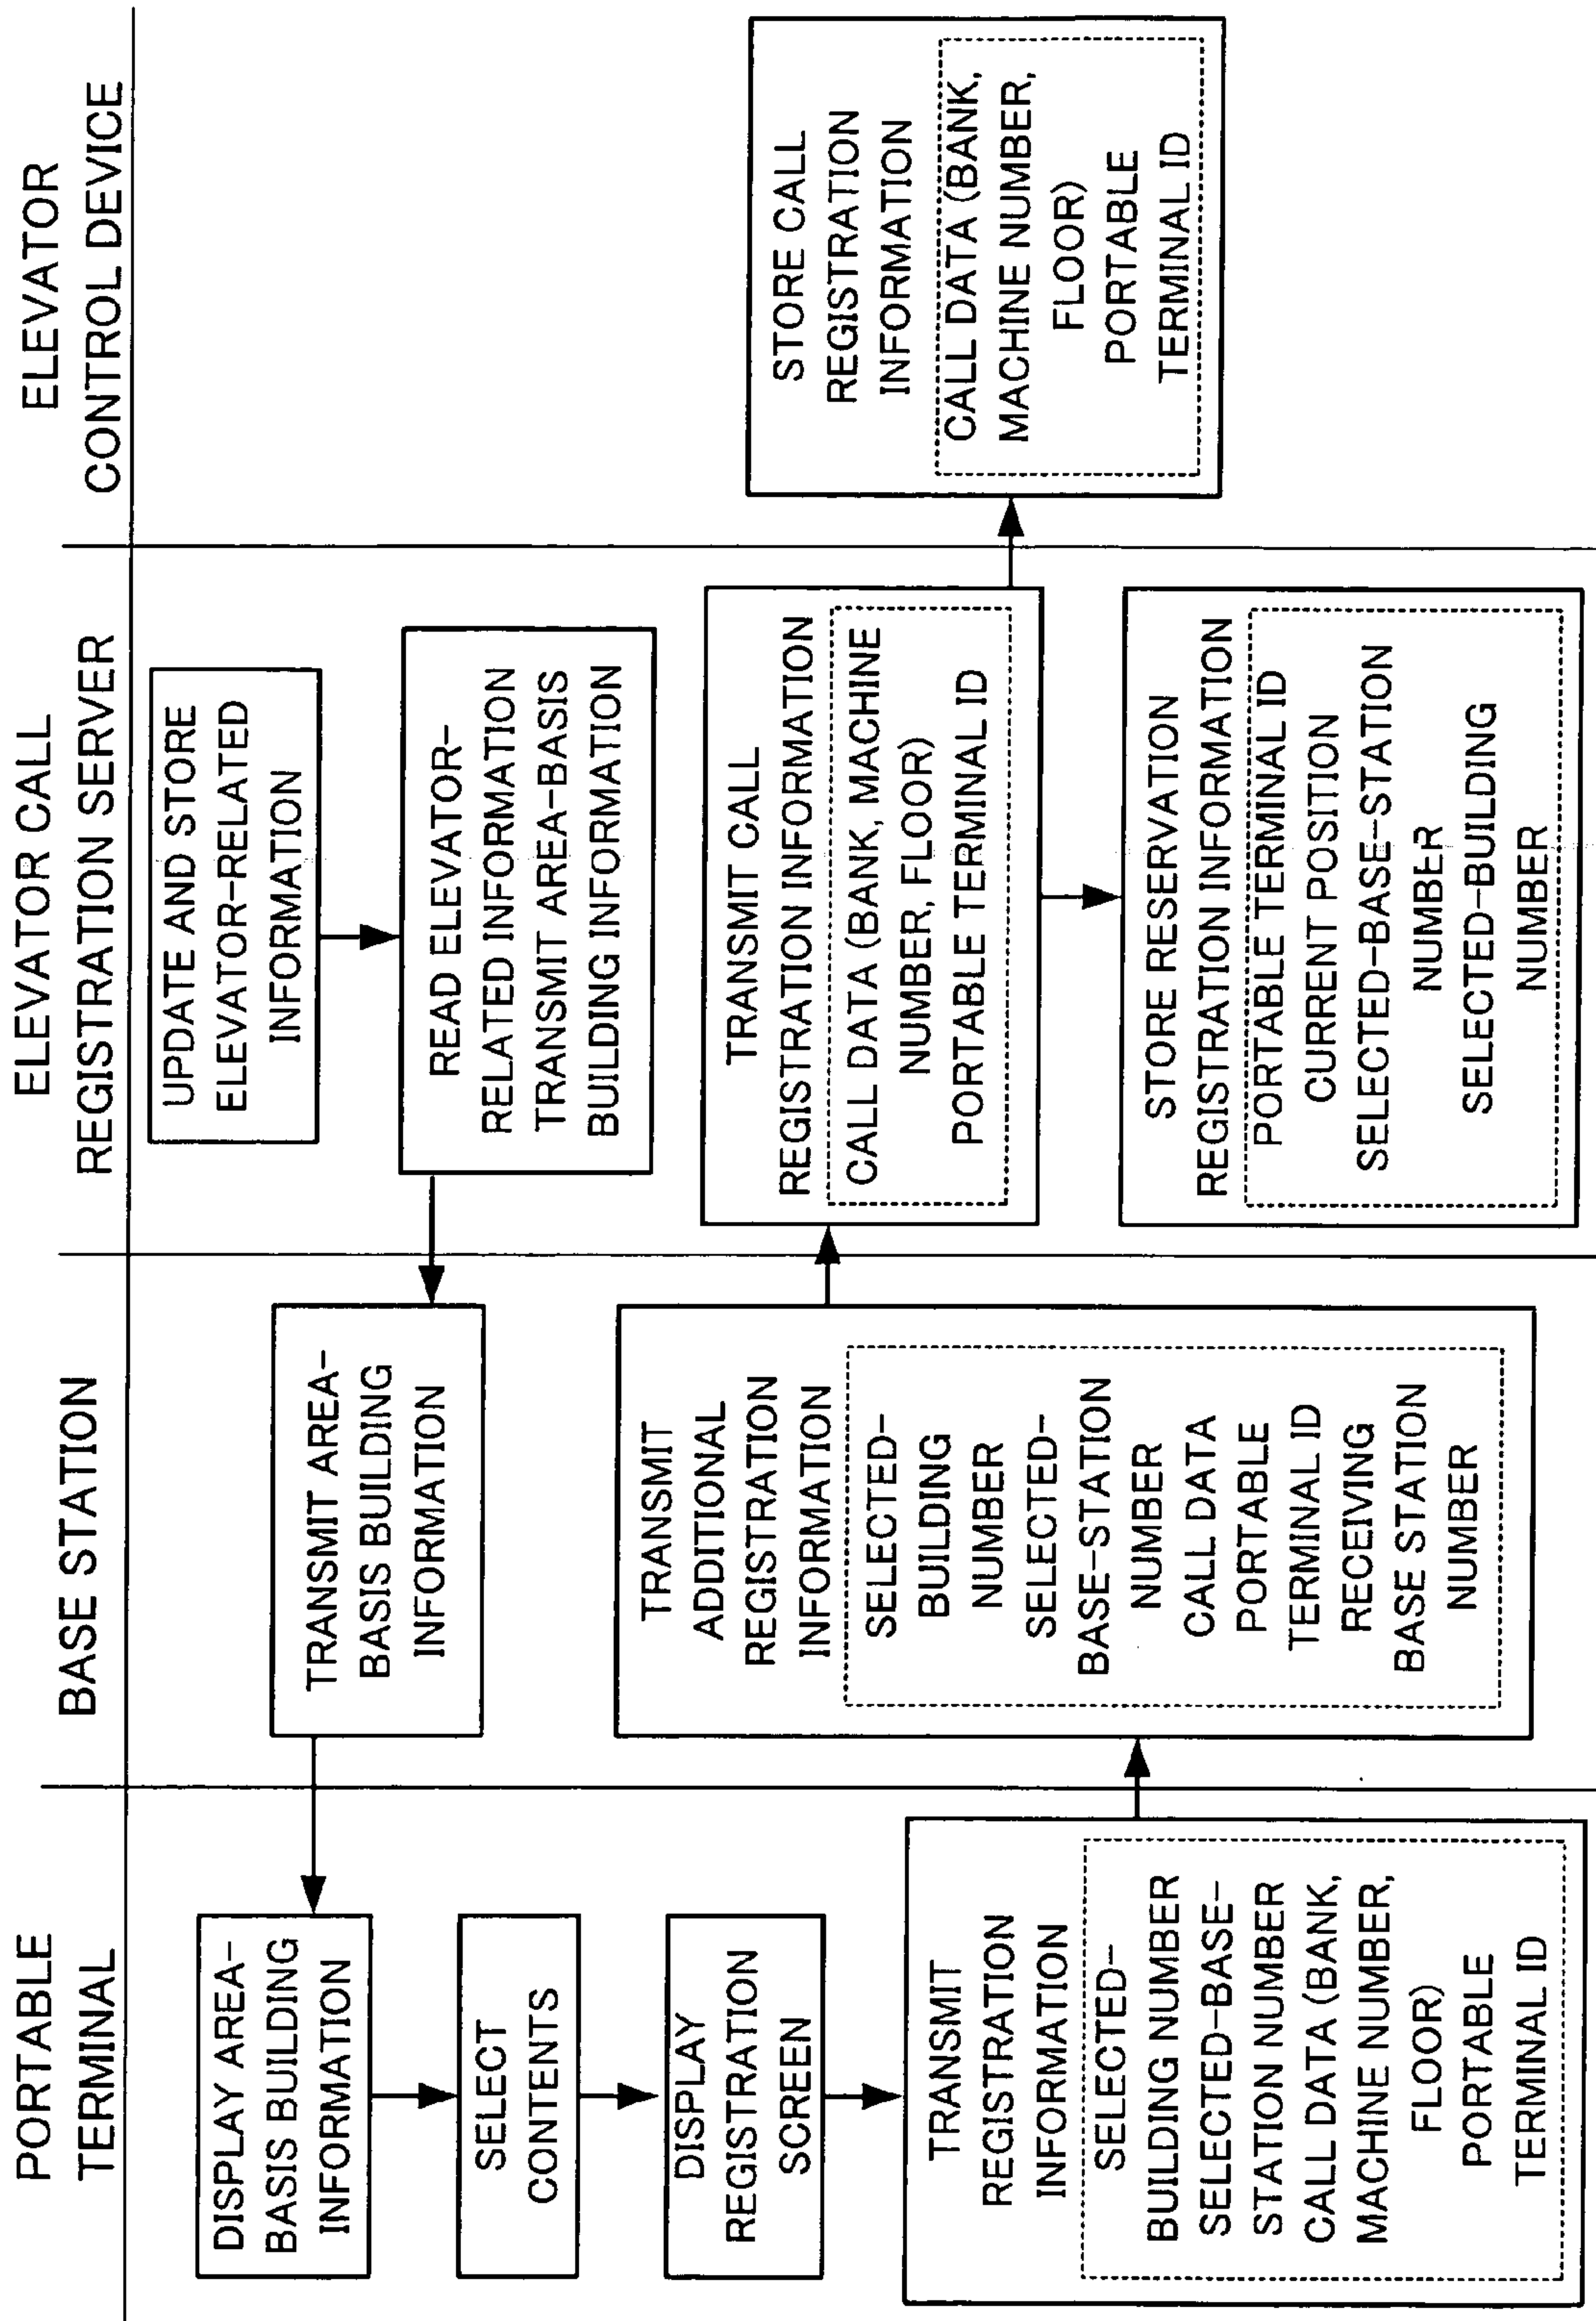 PORTABLE
TERMINAL
BASE STATION
ELEVATOR CALL
REGISTRATION SERVER
ELEVATOR
CONTROL DEVICE
DISPLAY AREA-
BASIS BUILDING
INFORMATION
SELECT
CONTENTS
DISPLAY
REGISTRATION
SCREEN
TRANSMIT
REGISTRATION
INFORMATION
SELECTED-
BUILDING NUMBER
SELECTED-BASE-
STATION NUMBER
CALL DATA (BANK,
MACHINE NUMBER,
FLOOR)
PORTABLE
TERMINAL ID
TRANSMIT AREA-
BASIS BUILDING
INFORMATION
TRANSMIT
ADDITIONAL
REGISTRATION
INFORMATION
SELECTED-
BUILDING
NUMBER
SELECTED-
BASE-STATION
NUMBER
CALL DATA
PORTABLE
TERMINAL ID
RECEIVING
BASE STATION
NUMBER
UPDATE AND STORE
ELEVATOR-RELATED
INFORMATION
READ ELEVATOR-
RELATED INFORMATION
TRANSMIT AREA-BASIS
BUILDING INFORMATION
TRANSMIT CALL
REGISTRATION INFORMATION
CALL DATA (BANK, MACHINE
NUMBER, FLOOR)
PORTABLE TERMINAL ID
STORE RESERVATION
REGISTRATION INFORMATION
PORTABLE TERMINAL ID
CURRENT POSITION
SELECTED-BASE-STATION
NUMBER
SELECTED-BUILDING
NUMBER
STORE CALL
REGISTRATION
INFORMATION
CALL DATA (BANK,
MACHINE NUMBER,
FLOOR)
PORTABLE
TERMINAL ID